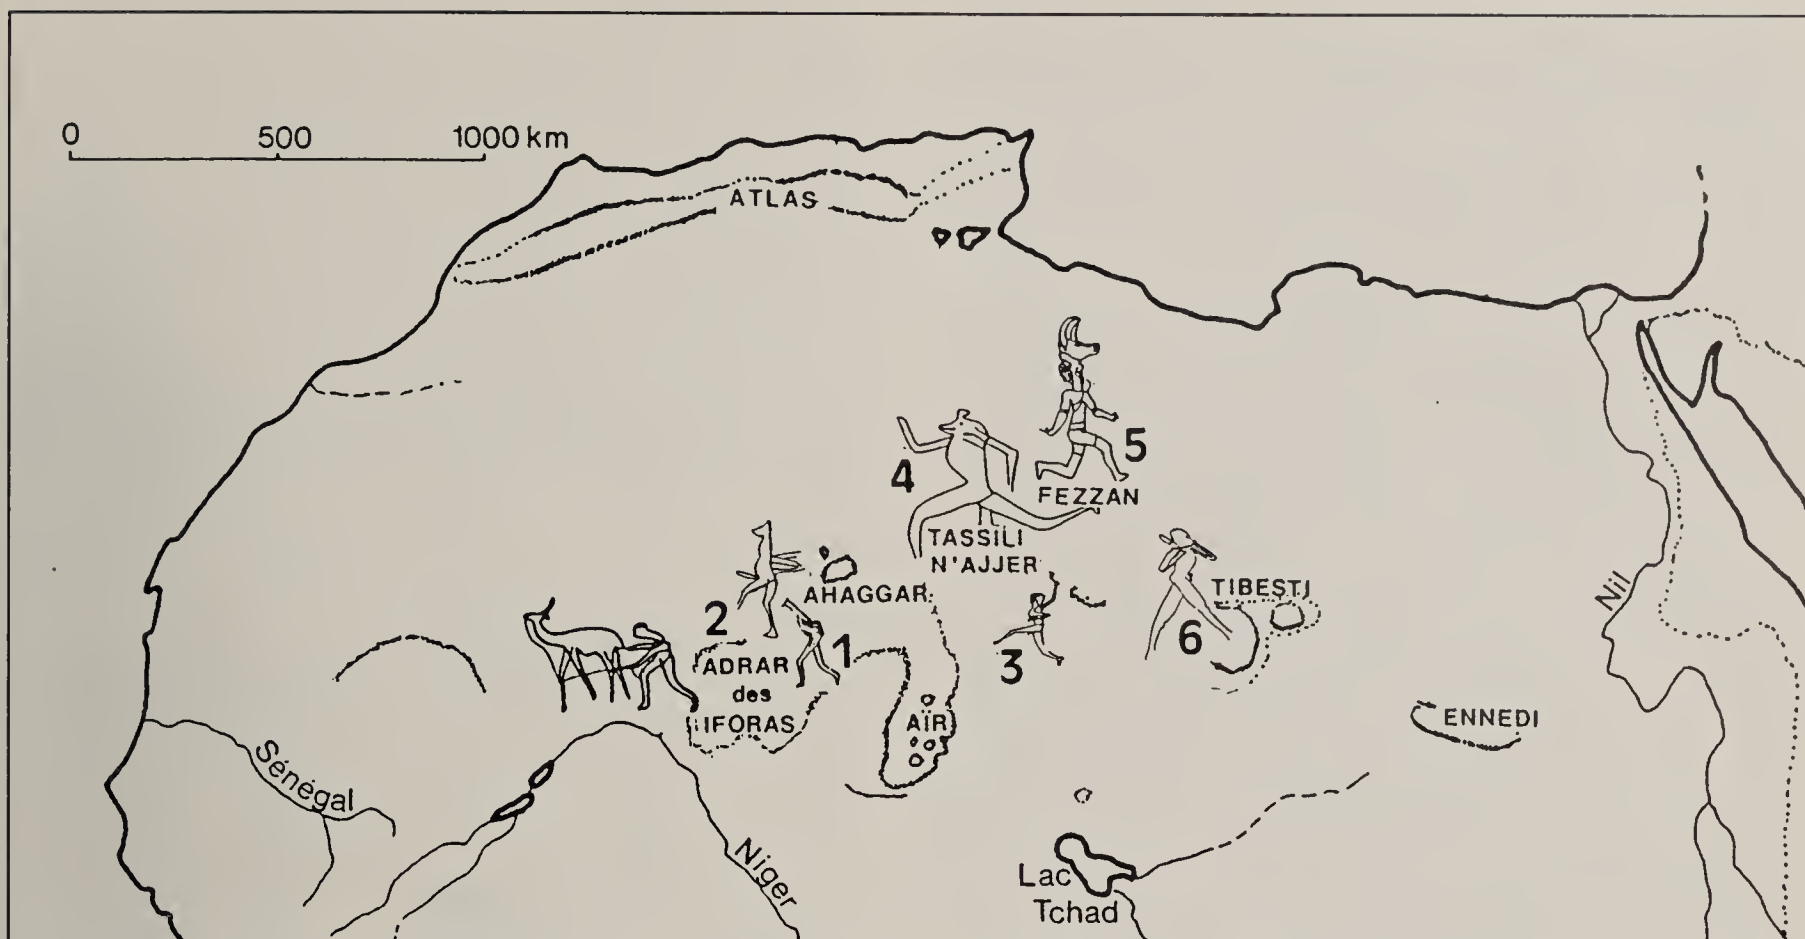 0 500 1000 km
ATLAS
5
4
FEZZAN
TASSILI
N'AJJER
TIBESTI
AHAGGAR
Nil
2
1
3
6
ADRAR
des
IFORAS
AÏR
ENNEDI
Sénégal
Niger
Lac
Tchad